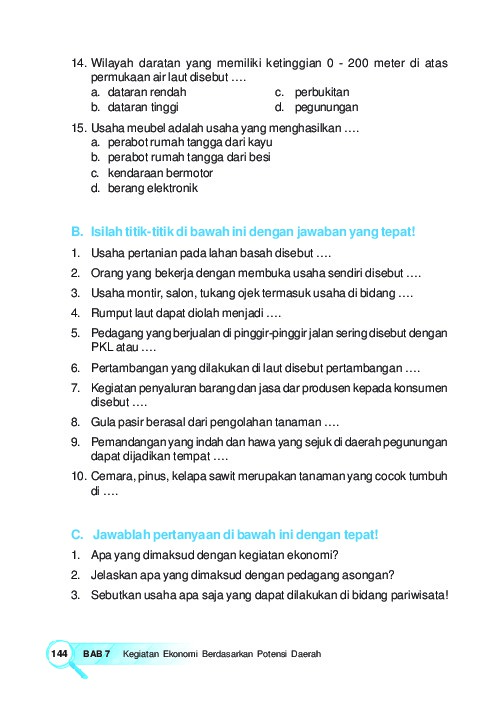 14. Wilayah daratan yang memiliki ketinggian 0 - 200 meter di atas
permukaan air laut disebut ….
a. dataran rendah c. perbukitan
b. dataran tinggi d. pegunungan
15. Usaha meubel adalah usaha yang menghasilkan ….
a. perabot rumah tangga dari kayu
b. perabot rumah tangga dari besi
c. kendaraan bermotor
d. berang elektronik
B. Isilah titik-titik di bawah ini dengan jawaban yang tepat!
1. Usaha pertanian pada lahan basah disebut ….
2. Orang yang bekerja dengan membuka usaha sendiri disebut ….
3. Usaha montir, salon, tukang ojek termasuk usaha di bidang ….
4. Rumput laut dapat diolah menjadi ….
5. Pedagang yang berjualan di pinggir-pinggir jalan sering disebut dengan
PKL atau ….
6. Pertambangan yang dilakukan di laut disebut pertambangan ….
7. Kegiatan penyaluran barang dan jasa dar produsen kepada konsumen
disebut ….
8. Gula pasir berasal dari pengolahan tanaman ….
9. Pemandangan yang indah dan hawa yang sejuk di daerah pegunungan
dapat dijadikan tempat ….
10. Cemara, pinus, kelapa sawit merupakan tanaman yang cocok tumbuh
di ….
C. Jawablah pertanyaan di bawah ini dengan tepat!
1. Apa yang dimaksud dengan kegiatan ekonomi?
2. Jelaskan apa yang dimaksud dengan pedagang asongan?
3. Sebutkan usaha apa saja yang dapat dilakukan di bidang pariwisata!
144 BAB 7 Kegiatan Ekonomi Berdasarkan Potensi Daerah